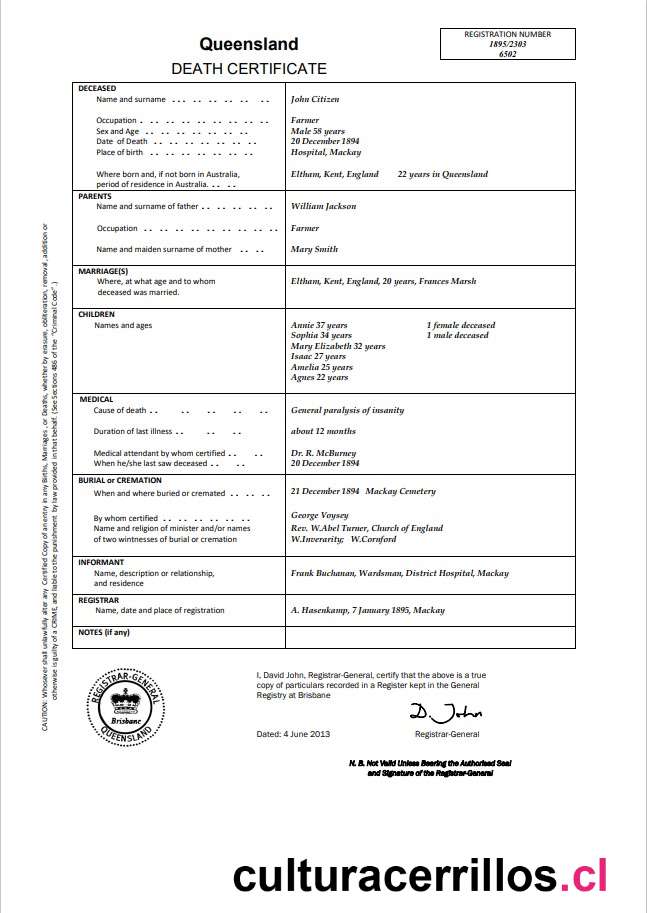 Queensland
DEATH CERTIFICATE
REGISTRATION NUMBER
1895/2303
6502
DECEASED
Name and surname ... .. .. .. .. .. John Citizen
Occupation . .. .. .. .. .. .. .. Farmer
Sex and Age .. .. .. .. .. .. .. Male 58 years
Date of Death .. .. .. .. .. .. .. 20 December 1894
Place of birth .. .. .. .. .. .. .. Hospital, Mackay
Where born and, if not born in Australia, Eltham, Kent, England 22 years in Queensland
period of residence in Australia. .. ..
PARENTS
Name and surname of father .. .. .. .. .. William Jackson
Occupation .. .. .. .. .. .. .. .. Farmer
Name and maiden surname of mother .. .. Mary Smith
MARRIAGE(S)
Where, at what age and to whom Eltham, Kent, England, 20 years, Frances Marsh
deceased was married.
CHILDREN
Names and ages Annie 37 years 1 female deceased
Sophia 34 years 1 male deceased
Mary Elizabeth 32 years
Isaac 27 years
Amelia 25 years
Agnes 22 years
MEDICAL
Cause of death .. .. .. .. .. General paralysis of insanity
Duration of last illness .. .. .. about 12 months
Medical attendant by whom certified .. .. Dr. R. McBurney
When he/she last saw deceased .. .. 20 December 1894
BURIAL or CREMATION
When and where buried or cremated .. .. .. 21 December 1894 Mackay Cemetery
By whom certified .. .. .. .. .. .. George Voysey
Name and religion of minister and/or names Rev. W.Abel Turner, Church of England
of two wintnesses of burial or cremation W.Inverarity; W.Cornford
INFORMANT
Name, description or relationship, Frank Buchanan, Wardsman, District Hospital, Mackay
and residence
REGISTRAR
Name, date and place of registration A. Hasenkamp, 7 January 1895, Mackay
NOTES (if any)
CAUTION: Whosoever shall unlawfully alter any Certified Copy of an entry in any Births, Marriages, or Deaths, whether by erasure, obliteration, removal, addition or
otherwise is guilty of a CRIME, and liable to the punishment by law provided in that behalf. (See Sections 486 of the "Criminal Code".)
REGISTRAR-GENERAL
Brisbane
QUEENSLAND
I, David John, Registrar-General, certify that the above is a true
copy of particulars recorded in a Register kept in the General
Registry at Brisbane
D. John
Dated: 4 June 2013 Registrar-General
N. B. Not Valid Unless Bearing the Authorised Seal
and Signature of the Registrar-General
culturacerrillos.cl